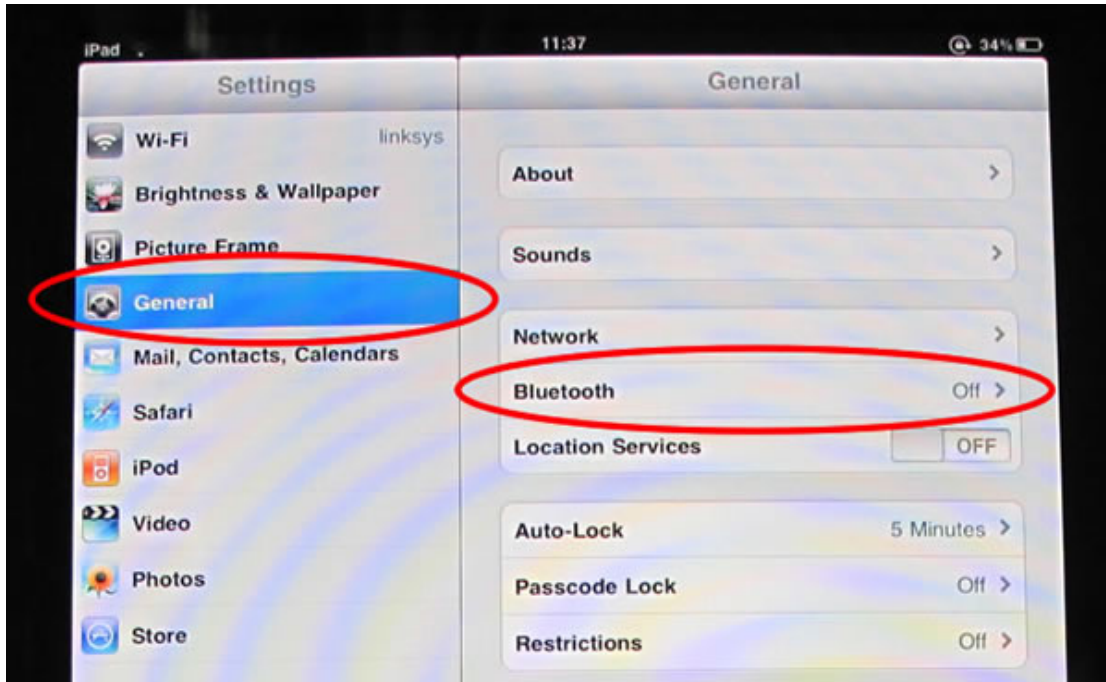 iPad 11:37 34%
Settings
General
Wi-Fi linksys
Brightness & Wallpaper
Picture Frame
General
Mail, Contacts, Calendars
Safari
iPod
Video
Photos
Store
About
Sounds
Network
Bluetooth Off
Location Services OFF
Auto-Lock 5 Minutes
Passcode Lock Off
Restrictions Off